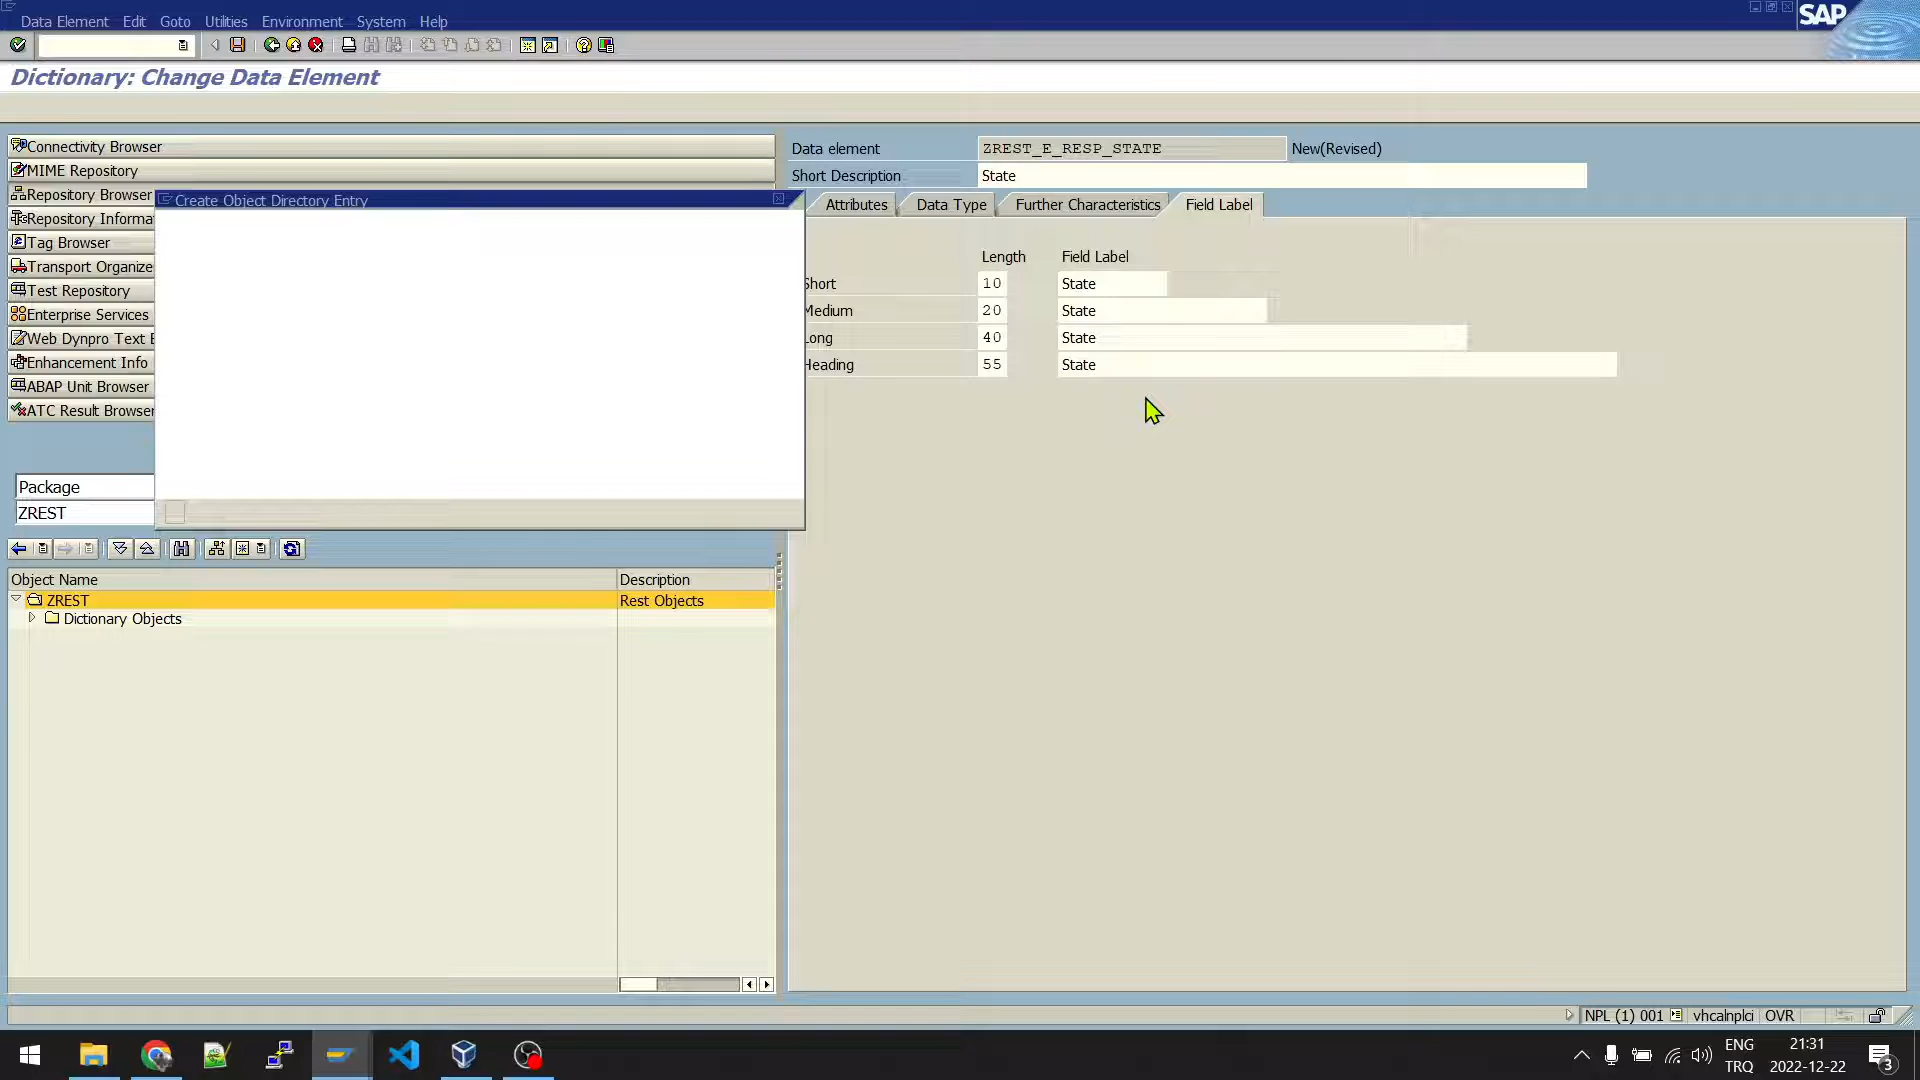 Data Element Edit Goto Utilities Environment System Help
SAP
Dictionary: Change Data Element
Connectivity Browser
MIME Repository
Repository Browser
Repository Informa
Tag Browser
Transport Organize
Test Repository
Enterprise Services
Web Dynpro Text E
Enhancement Info
ABAP Unit Browser
ATC Result Browser
Package
ZREST
Create Object Directory Entry
Object Name Description
ZREST Rest Objects
Dictionary Objects
Data element ZREST_E_RESP_STATE New(Revised)
Short Description State
Attributes Data Type Further Characteristics Field Label
Length Field Label
Short 10 State
Medium 20 State
Long 40 State
Heading 55 State
NPL (1) 001 vhcalnplci OVR
ENG 21:31
TRQ 2022-12-22
3